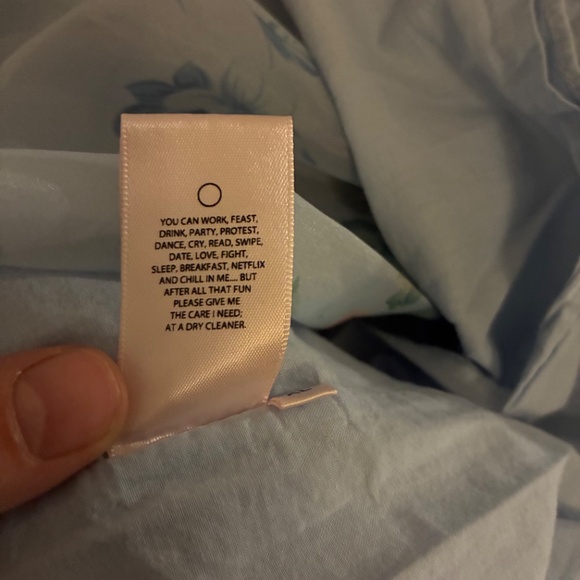 YOU CAN WORK, FEAST,
DRINK, PARTY, PROTEST,
DANCE, CRY, READ, SWIPE,
DATE, LOVE, FIGHT,
SLEEP, BREAKFAST, NETFLIX
AND CHILL IN ME.... BUT
AFTER ALL THAT FUN
PLEASE GIVE ME
THE CARE I NEED;
AT A DRY CLEANER.